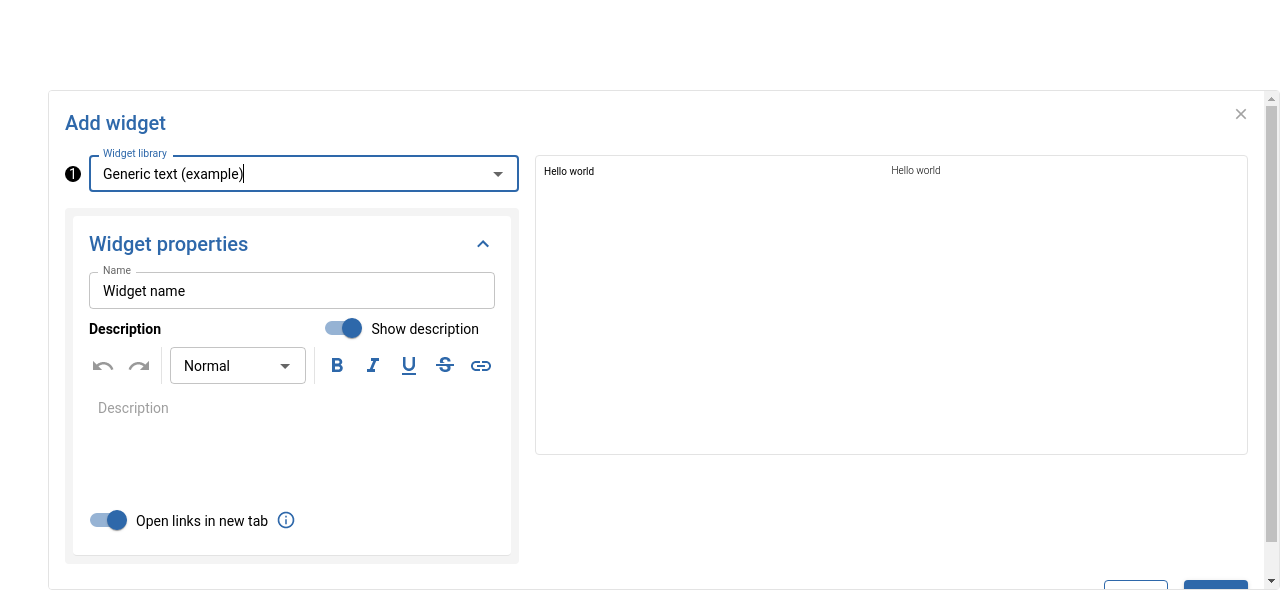 Add widget
Widget library
1 Generic text (example)
Hello world Hello world
Widget properties
Name
Widget name
Description Show description
Normal B I U S
Description
Open links in new tab